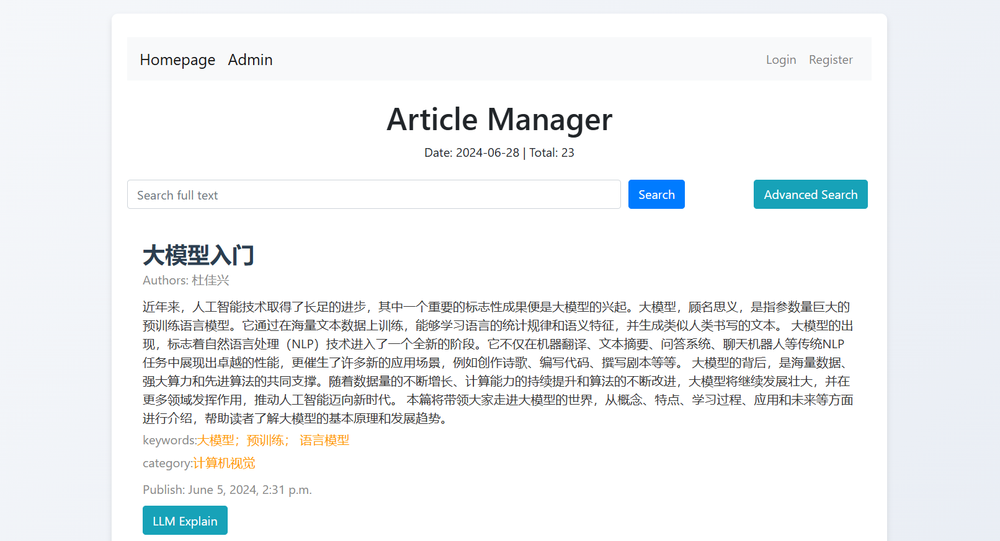 Homepage Admin Login Register
Article Manager
Date: 2024-06-28 | Total: 23
Search full text Search Advanced Search
大模型入门
Authors: 杜佳兴
近年来，人工智能技术取得了长足的进步，其中一个重要的标志性成果便是大模型的兴起。大模型，顾名思义，是指参数量巨大的
预训练语言模型。它通过在海量文本数据上训练，能够学习语言的统计规律和语义特征，并生成类似人类书写的文本。 大模型的出
现，标志着自然语言处理（NLP）技术进入了一个全新的阶段。它不仅在机器翻译、文本摘要、问答系统、聊天机器人等传统NLP
任务中展现出卓越的性能，更催生了许多新的应用场景，例如创作诗歌、编写代码、撰写剧本等等。 大模型的背后，是海量数据、
强大算力和先进算法的共同支撑。随着数据量的不断增长、计算能力的持续提升和算法的不断改进，大模型将继续发展壮大，并在
更多领域发挥作用，推动人工智能迈向新时代。 本篇将带领大家走进大模型的世界，从概念、特点、学习过程、应用和未来等方面
进行介绍，帮助读者了解大模型的基本原理和发展趋势。
keywords:大模型；预训练； 语言模型
category:计算机视觉
Publish: June 5, 2024, 2:31 p.m.
LLM Explain